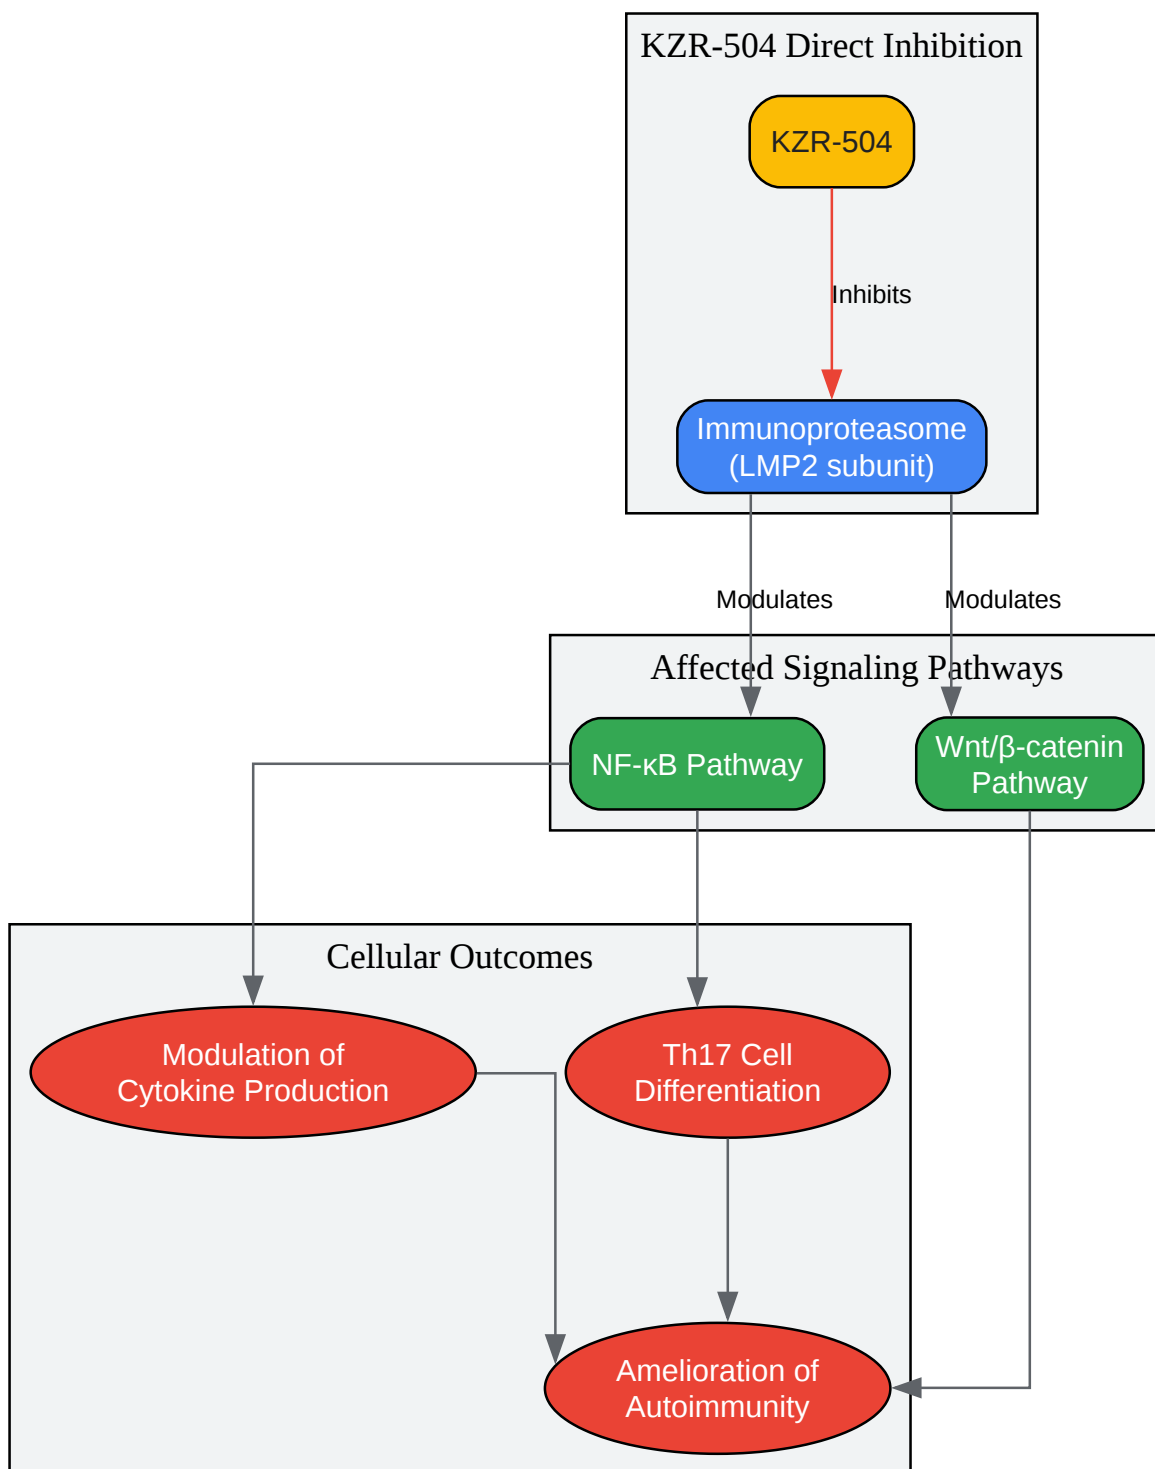 KZR-504 Direct Inhibition
KZR-504
Inhibits
Immunoproteasome
(LMP2 subunit)
Modulates
Modulates
Affected Signaling Pathways
NF-κB Pathway
Wnt/β-catenin
Pathway
Cellular Outcomes
Modulation of
Cytokine Production
Th17 Cell
Differentiation
Amelioration of
Autoimmunity